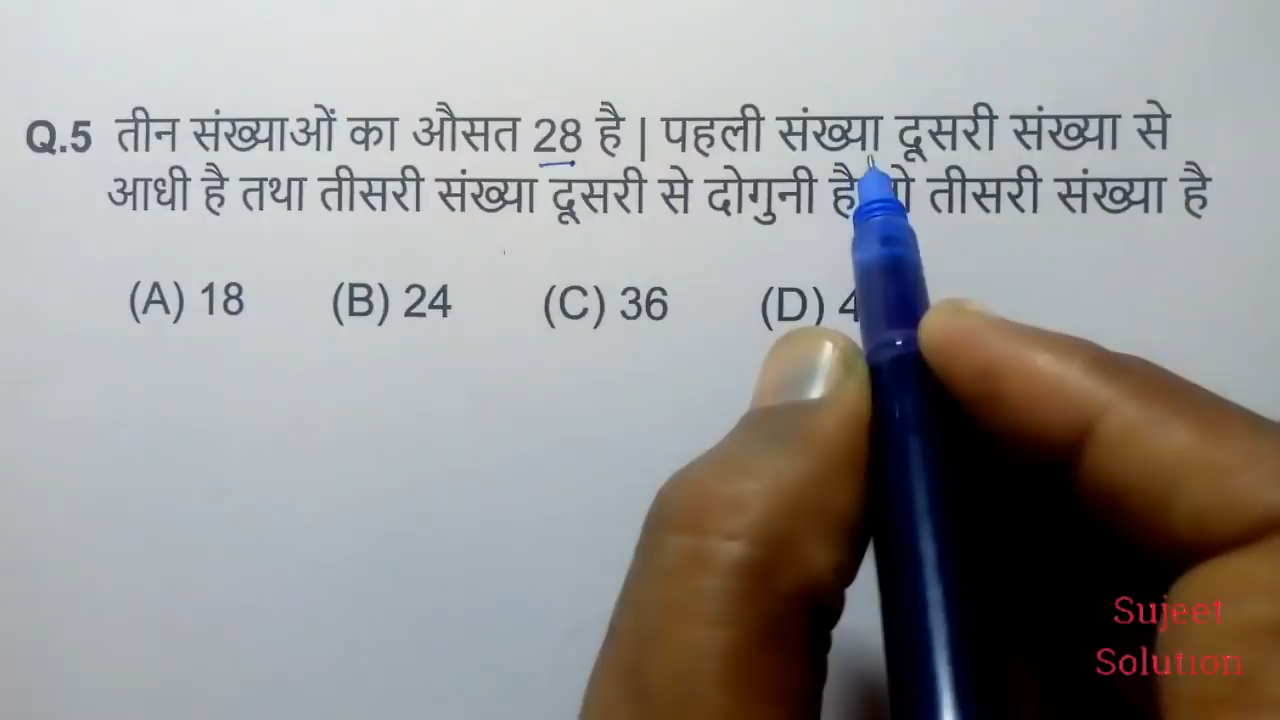 Q.5 तीन संख्याओं का औसत 28 है | पहली संख्या दूसरी संख्या से
आधी है तथा तीसरी संख्या दूसरी से दोगुनी है तीसरी संख्या है
(A) 18 (B) 24 (C) 36 (D)
Sujeet
Solution